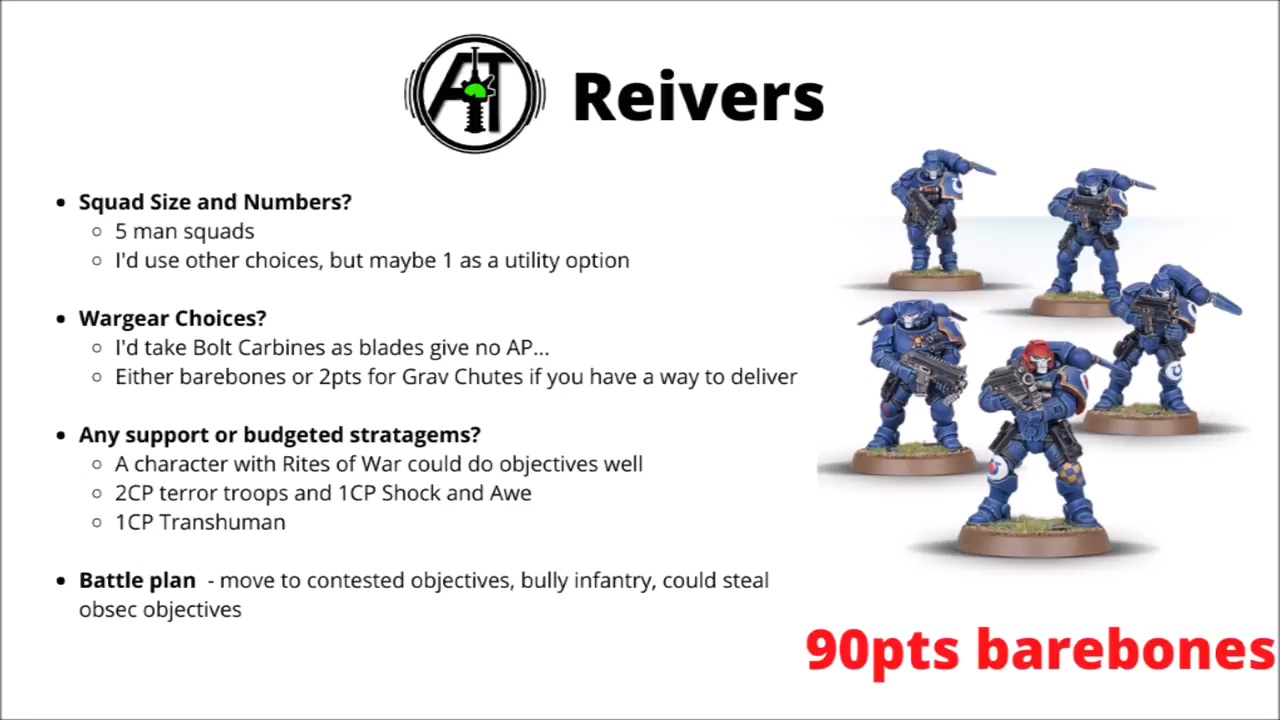 AT
Reivers
• Squad Size and Numbers?
○ 5 man squads
○ I'd use other choices, but maybe 1 as a utility option
• Wargear Choices?
○ I'd take Bolt Carbines as blades give no AP...
○ Either barebones or 2pts for Grav Chutes if you have a way to deliver
• Any support or budgeted stratagems?
○ A character with Rites of War could do objectives well
○ 2CP terror troops and 1CP Shock and Awe
○ 1CP Transhuman
• Battle plan - move to contested objectives, bully infantry, could steal
obsec objectives
90pts barebones